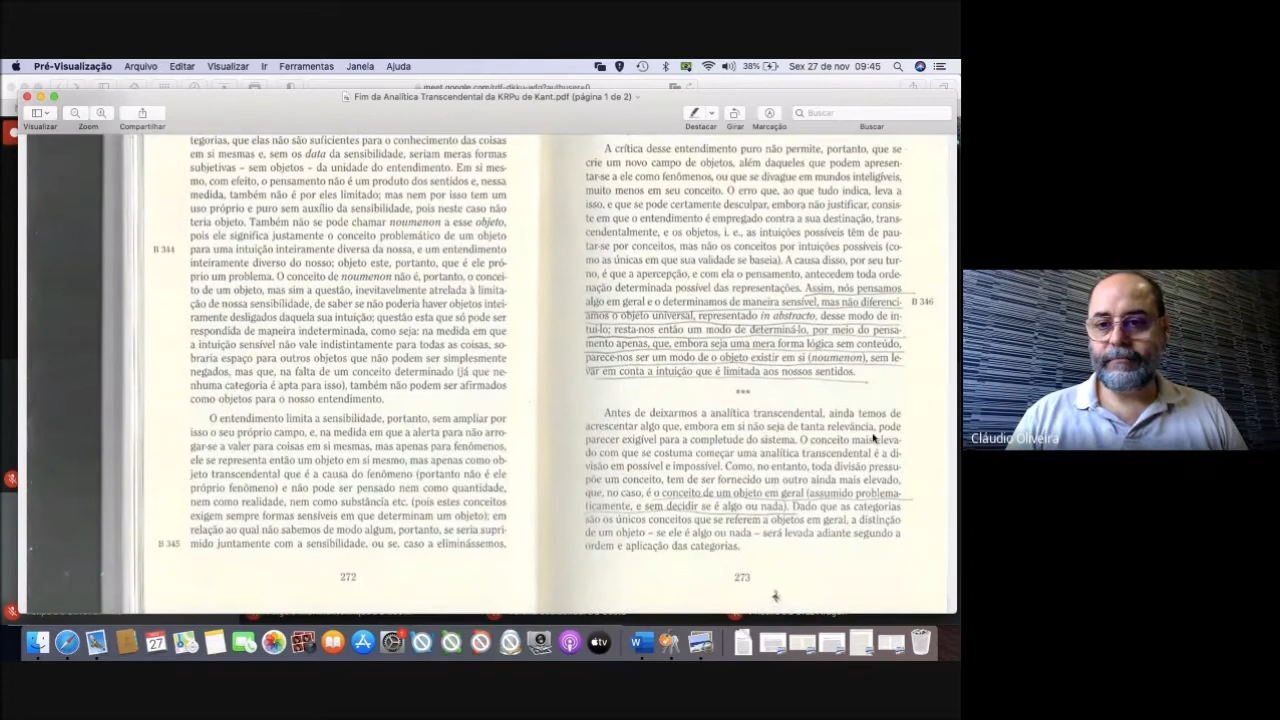 Pré-Visualização Arquivo Editar Visualizar Ir Ferramentas Janela Ajuda 38% Sex 27 de nov 09:45
Fim da Analítica Transcendental da KRPu de Kant.pdf (página 1 de 2)
Buscar
Visualizar Zoom Compartilhar Destacar Girar Marcação Buscar
tegorias, que elas não são suficientes para o conhecimento das coisas
em si mesmas e, sem os data da sensibilidade, seriam meras formas
subjetivas – sem objetos – da unidade do entendimento. Em si mes-
mo, com efeito, o pensamento não é um produto dos sentidos e, nessa
medida, também não é por eles limitado; mas nem por isso tem um
uso próprio e puro sem auxílio da sensibilidade, pois neste caso não
teria objeto. Também não se pode chamar noumenon a esse objeto,
pois ele significa justamente o conceito problemático de um objeto
B 344 para uma intuição inteiramente diversa da nossa, e um entendimento
inteiramente diverso do nosso; objeto este, portanto, que é ele pró-
prio um problema. O conceito de noumenon não é, portanto, o concei-
to de um objeto, mas sim a questão, inevitavelmente atrelada à limita-
ção de nossa sensibilidade, de saber se não poderia haver objetos intei-
ramente desligados daquela sua intuição; questão esta que só pode ser
respondida de maneira indeterminada, como seja: na medida em que
a intuição sensível não vale indistintamente para todas as coisas, so-
braria espaço para outros objetos que não podem ser simplesmente
negados, mas que, na falta de um conceito determinado (já que ne-
nhuma categoria é apta para isso), também não podem ser afirmados
como objetos para o nosso entendimento.
O entendimento limita a sensibilidade, portanto, sem ampliar por
isso o seu próprio campo, e, na medida em que a alerta para não arro-
gar-se a valer para coisas em si mesmas, mas apenas para fenômenos,
ele se representa então um objeto em si mesmo, mas apenas como ob-
jeto transcendental que é a causa do fenômeno (portanto não é ele
próprio fenômeno) e não pode ser pensado nem como quantidade,
nem como realidade, nem como substância etc. (pois estes conceitos
exigem sempre formas sensíveis em que determinam um objeto); em
relação ao qual não sabemos de modo algum, portanto, se seria supri-
B 345 mido juntamente com a sensibilidade, ou se, caso a eliminássemos,
272
A crítica desse entendimento puro não permite, portanto, que se
crie um novo campo de objetos, além daqueles que podem apresen-
tar-se a ele como fenômenos, ou que se divague em mundos inteligíveis,
muito menos em seu conceito. O erro que, ao que tudo indica, leva a
isso, e que se pode certamente desculpar, embora não justificar, consis-
te em que o entendimento é empregado contra a sua destinação, trans-
cendentalmente, e os objetos, i. e., as intuições possíveis têm de pau-
tar-se por conceitos, mas não os conceitos por intuições possíveis (co-
mo as únicas em que sua validade se baseia). A causa disso, por seu tur-
no, é que a apercepção, e com ela o pensamento, antecedem toda orde-
nação determinada possível das representações. Assim, nós pensamos
algo em geral e o determinamos de maneira sensível, mas não diferenci- B 346
amos o objeto universal, representado in abstracto, desse modo de in-
tuí-lo; resta-nos então um modo de determiná-lo, por meio do pensa-
mento apenas, que, embora seja uma mera forma lógica sem conteúdo,
parece-nos ser um modo de o objeto existir em si (noumenon), sem le-
var em conta a intuição que é limitada aos nossos sentidos.
***
Antes de deixarmos a analítica transcendental, ainda temos de
acrescentar algo que, embora em si não seja de tanta relevância, pode
parecer exigível para a completude do sistema. O conceito mais eleva-
do com que se costuma começar uma analítica transcendental é a di-
visão em possível e impossível. Como, no entanto, toda divisão pressu-
põe um conceito, tem de ser fornecido um outro ainda mais elevado,
que, no caso, é o conceito de um objeto em geral (assumido problema-
ticamente, e sem decidir se é algo ou nada). Dado que as categorias
são os únicos conceitos que se referem a objetos em geral, a distinção
de um objeto – se ele é algo ou nada – será levada adiante segundo a
ordem e aplicação das categorias.
273
Cláudio Oliveira
27
tv